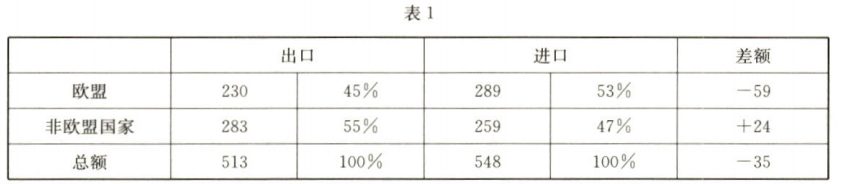 表1
出口 进口 差额
欧盟 230 45% 289 53% －59
非欧盟国家 283 55% 259 47% ＋24
总额 513 100% 548 100% －35